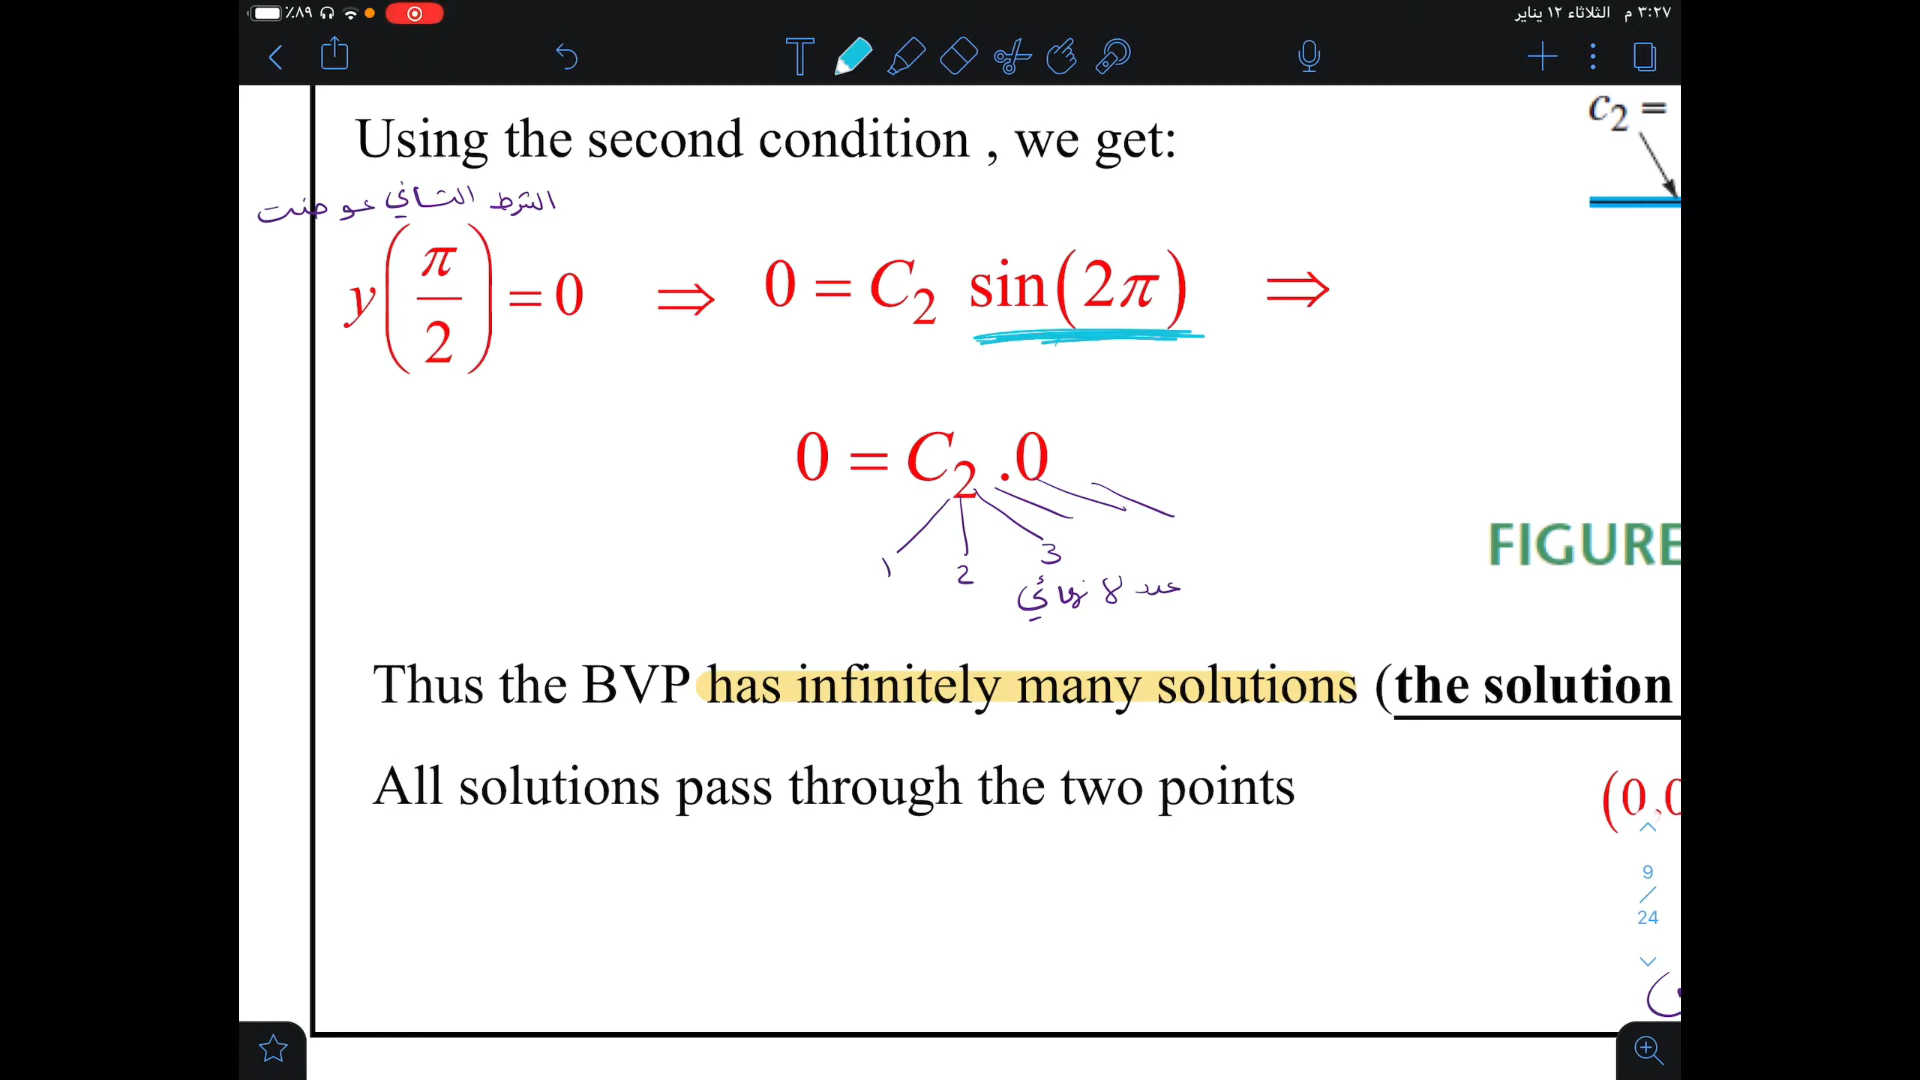 ٪٨٩
٣:٢٧ م الثلاثاء ١٢ يناير
T
Using the second condition , we get:
c₂ =
الشرط الثاني عوضت
y(π/2) = 0 ⇒ 0 = C₂ sin(2π) ⇒
0 = C₂ .0
1 2 3
عدد لا نهائي
FIGURE
Thus the BVP has infinitely many solutions (the solution
All solutions pass through the two points (0,0
9
/
24